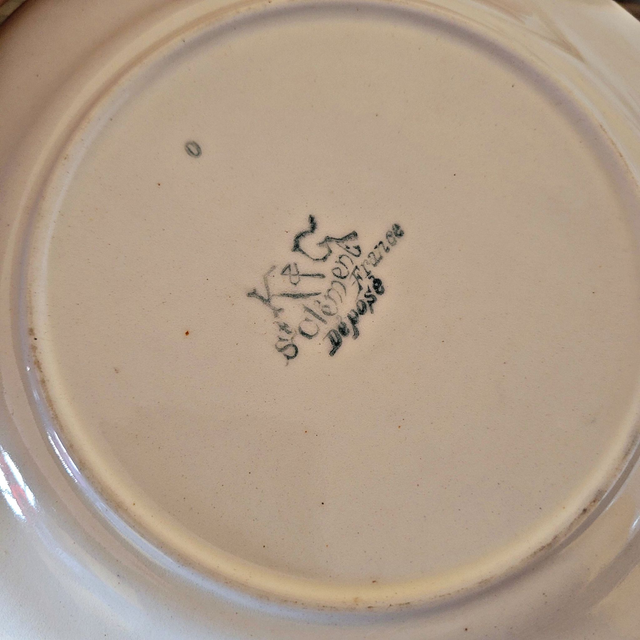 O
K&G
St Clément
France
Déposé